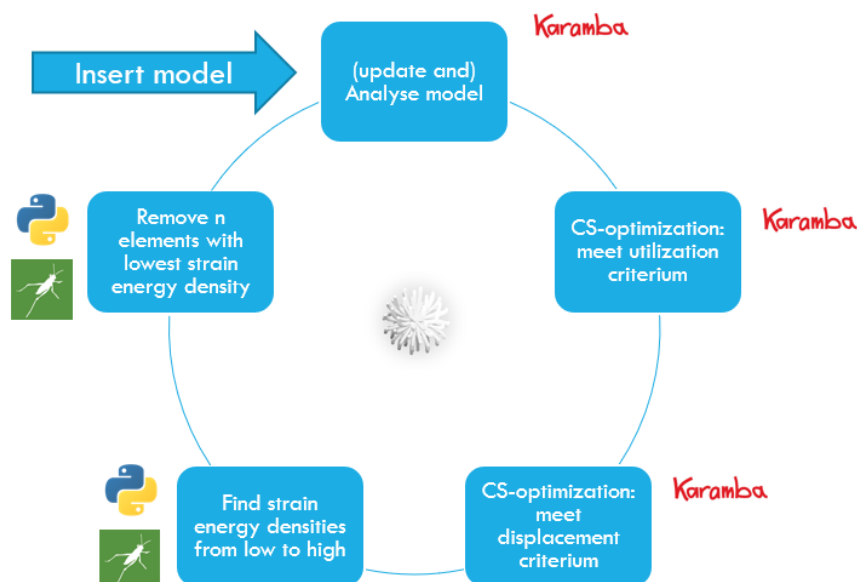 Karamba
Insert model
(update and)
Analyse model
Remove n
elements with
lowest strain
energy density
CS-optimization:
meet utilization
criterium
Karamba
Find strain
energy densities
from low to high
CS-optimization:
meet
displacement
criterium
Karamba